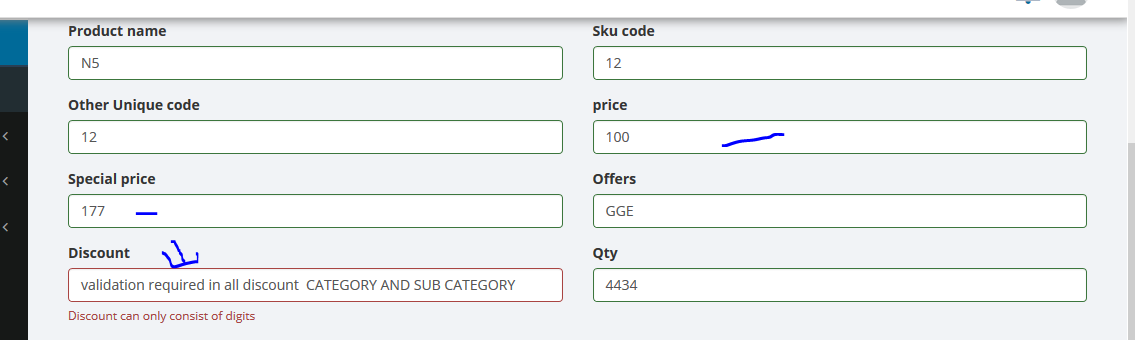 Product name
Sku code
N5
12
Other Unique code
price
12
100
Special price
Offers
177
GGE
Discount
Qty
validation required in all discount  CATEGORY AND SUB CATEGORY
4434
Discount can only consist of digits